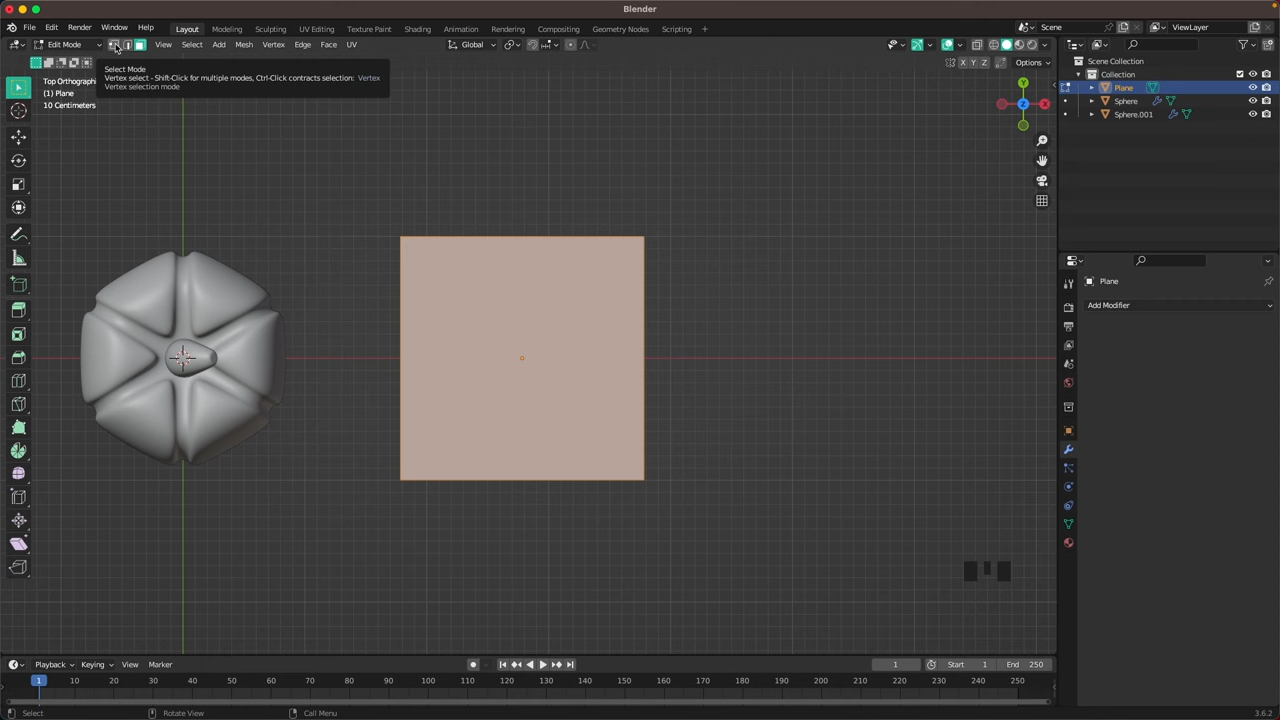 Blender
File Edit Render Window Help
Layout Modeling Sculpting UV Editing Texture Paint Shading Animation Rendering Compositing Geometry Nodes Scripting +
Scene
ViewLayer
Edit Mode
View Select Add Mesh Vertex Edge Face UV
Global
Select Mode
Vertex select - Shift-Click for multiple modes, Ctrl-Click contracts selection: Vertex
Vertex selection mode
X Y Z
Options
Top Orthographi
(1) Plane
10 Centimeters
Y
Z
X
Scene Collection
Collection
Plane
Sphere
Sphere.001
Plane
Add Modifier
Playback Keying View Marker
1
Start 1
End 250
1 10 20 30 40 50 60 70 80 90 100 110 120 130 140 150 160 170 180 190 200 210 220 230 240 250
Select Rotate View Call Menu
3.6.2